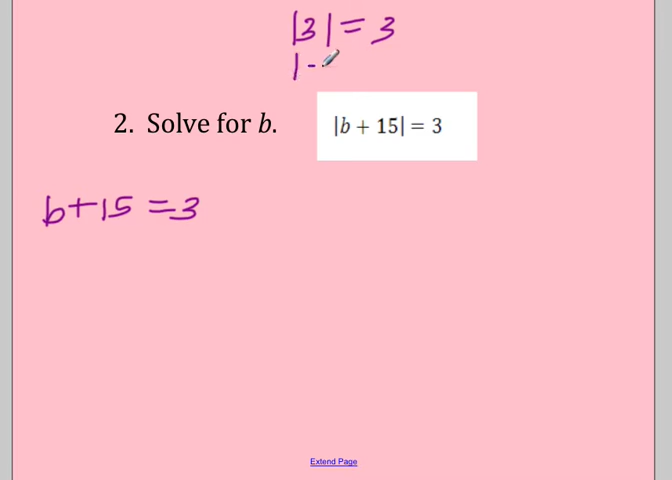 |3| = 3
| -
2. Solve for b. |b + 15| = 3
b + 15 = 3
Extend Page